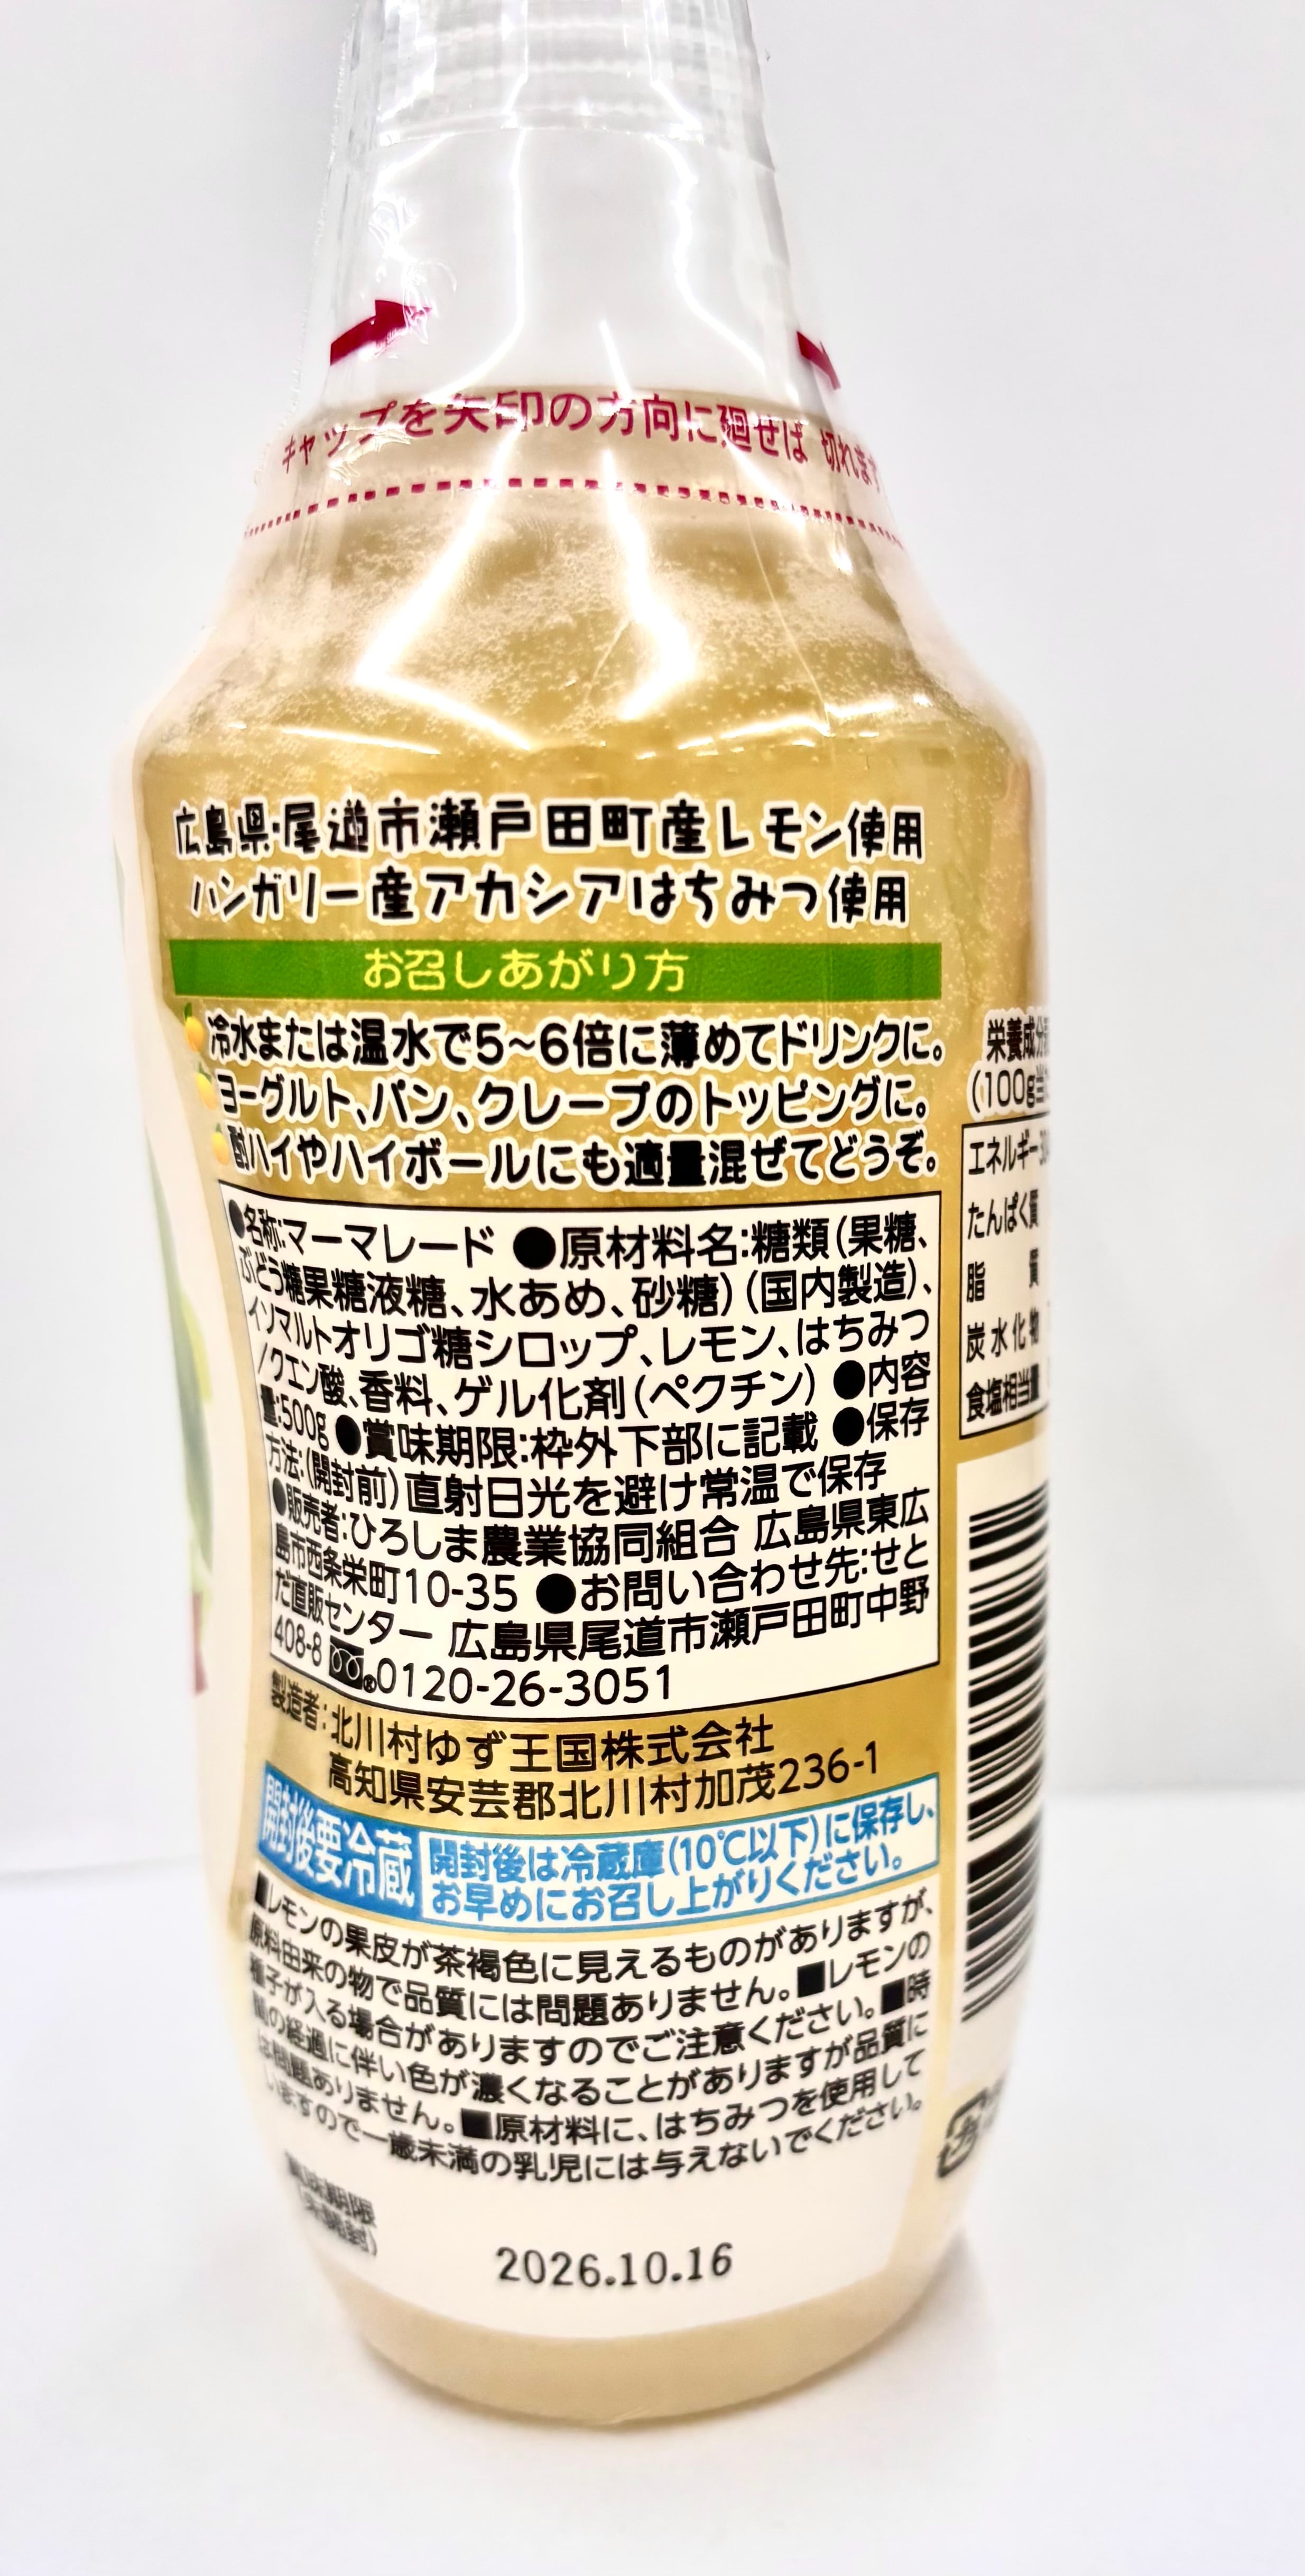 キャップを矢印の方向に廻せば 切れます
広島県・尾道市瀬戸田町産レモン使用
ハンガリー産アカシアはちみつ使用
お召しあがり方
冷水または温水で5~6倍に薄めてドリンクに。
ヨーグルト、パン、クレープのトッピングに。
酎ハイやハイボールにも適量混ぜてどうぞ。
●名称:マーマレード ●原材料名:糖類(果糖、
ぶどう糖果糖液糖、水あめ、砂糖)(国内製造)、
イソマルトオリゴ糖シロップ、レモン、はちみつ
/クエン酸、香料、ゲル化剤(ペクチン) ●内容
量:500g ●賞味期限:枠外下部に記載 ●保存
方法:(開封前)直射日光を避け常温で保存
●販売者:ひろしま農業協同組合 広島県東広
島市西条栄町10-35 ●お問い合わせ先:せと
だ直販センター 広島県尾道市瀬戸田町中野
408-8 ®0120-26-3051
製造者:北川村ゆず王国株式会社
高知県安芸郡北川村加茂236-1
開封後要冷蔵
開封後は冷蔵庫(10℃以下)に保存し、
お早めにお召し上がりください。
■レモンの果皮が茶褐色に見えるものがありますが、
原料由来の物で品質には問題ありません。■レモンの
種子が入る場合がありますのでご注意ください。■時
間の経過に伴い色が濃くなることがありますが品質に
は問題ありません。■原材料に、はちみつを使用して
いますので一歳未満の乳児には与えないでください。
賞味期限
(未開封)
2026.10.16
栄養成分
(100g当
エネルギー
たんぱく質
脂質
炭水化物
食塩相当量